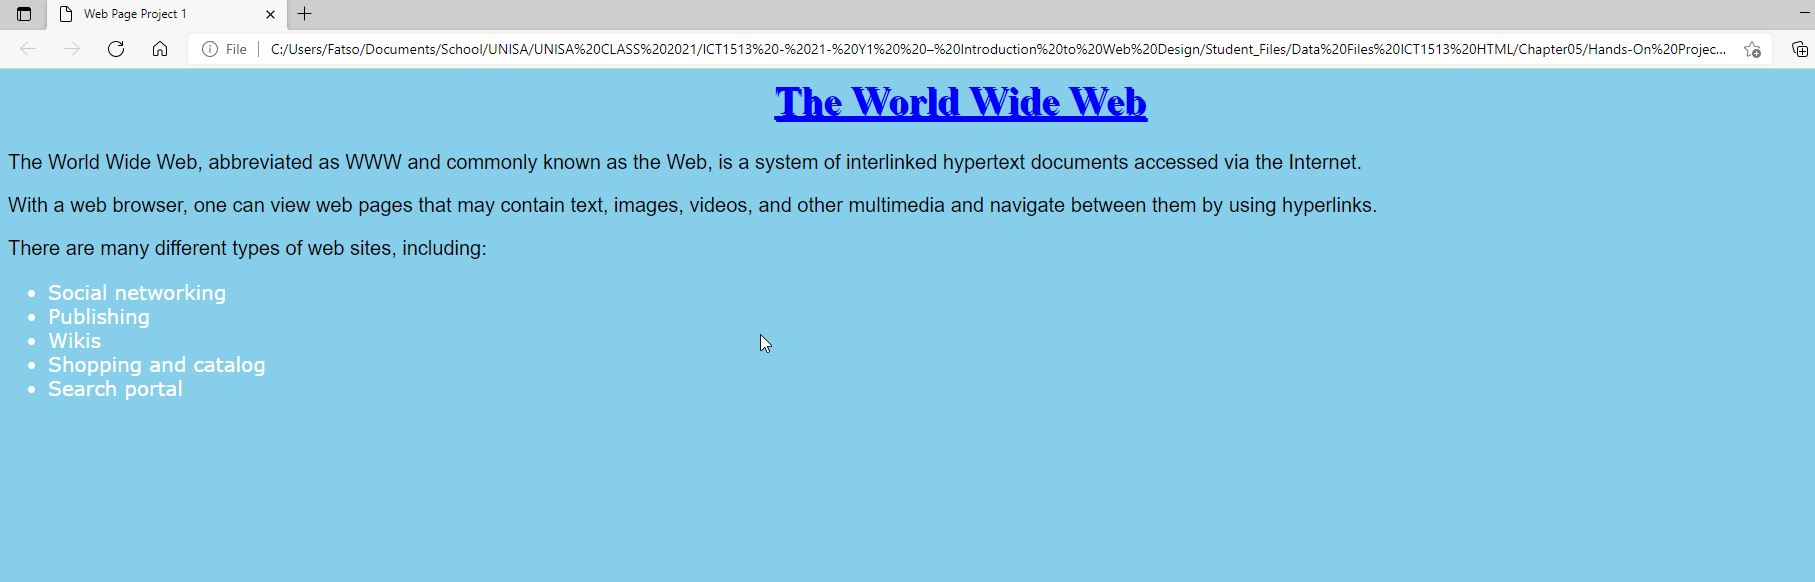 Web Page Project 1
File C:/Users/Fatso/Documents/School/UNISA/UNISA%20CLASS%202021/ICT1513%20-%2021-%20Y1%20%20–%20Introduction%20to%20Web%20Design/Student_Files/Data%20Files%20ICT1513%20HTML/Chapter05/Hands-On%20Projec...
The World Wide Web
The World Wide Web, abbreviated as WWW and commonly known as the Web, is a system of interlinked hypertext documents accessed via the Internet.
With a web browser, one can view web pages that may contain text, images, videos, and other multimedia and navigate between them by using hyperlinks.
There are many different types of web sites, including:
• Social networking
• Publishing
• Wikis
• Shopping and catalog
• Search portal